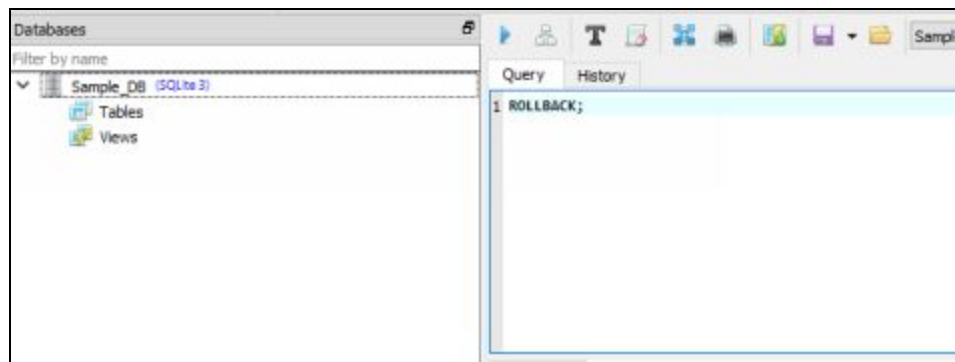 Databases
Filter by name
Sample_DB (SQLite 3)
Tables
Views
T
Sampl
Query History
1 ROLLBACK;